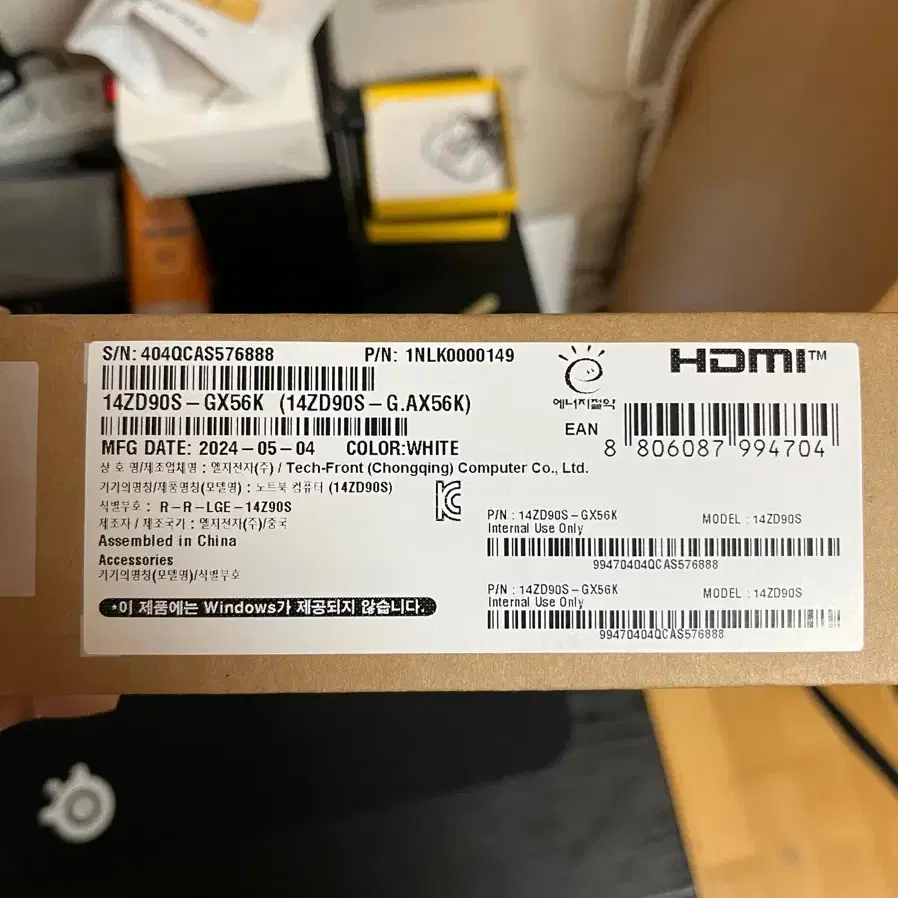 S/N: 404QCAS576888 P/N: 1NLK0000149
14ZD90S-GX56K (14ZD90S-G.AX56K)
MFG DATE: 2024-05-04 COLOR:WHITE
상 호 명/제조업체명 : 엘지전자(주) / Tech-Front (Chongqing) Computer Co., Ltd.
기기의명칭/제품명칭(모델명) : 노트북 컴퓨터 (14ZD90S)
식별부호 : R-R-LGE-14Z90S
제조자 / 제조국가 : 엘지전자(주)/중국
Assembled in China
Accessories
기기의명칭(모델명)/식별부호
*이 제품에는 Windows가 제공되지 않습니다.
에너지절약
HDMI™
EAN
8 806087 994704
P/N : 14ZD90S-GX56K MODEL : 14ZD90S
Internal Use Only
99470404QCAS576888
P/N : 14ZD90S-GX56K MODEL : 14ZD90S
Internal Use Only
99470404QCAS576888